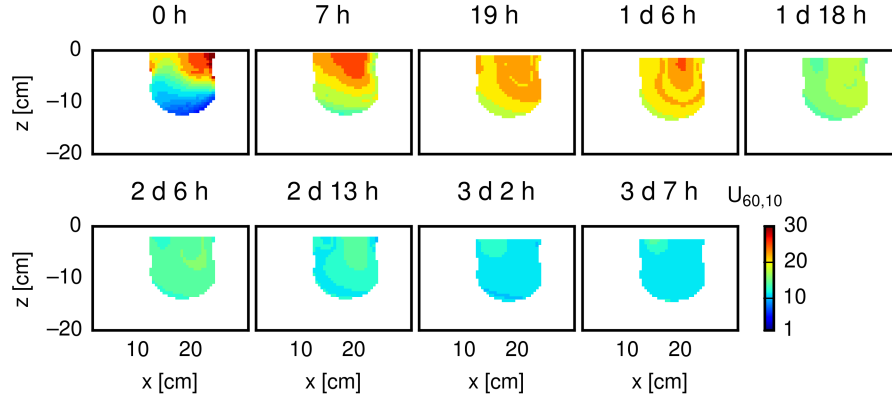 0 h 7 h 19 h 1 d 6 h 1 d 18 h
0
−10
−20
z [cm]
2 d 6 h 2 d 13 h 3 d 2 h 3 d 7 h U60,10
0
−10
−20
z [cm]
30
20
10
1
10 20 10 20 10 20 10 20
x [cm] x [cm] x [cm] x [cm]